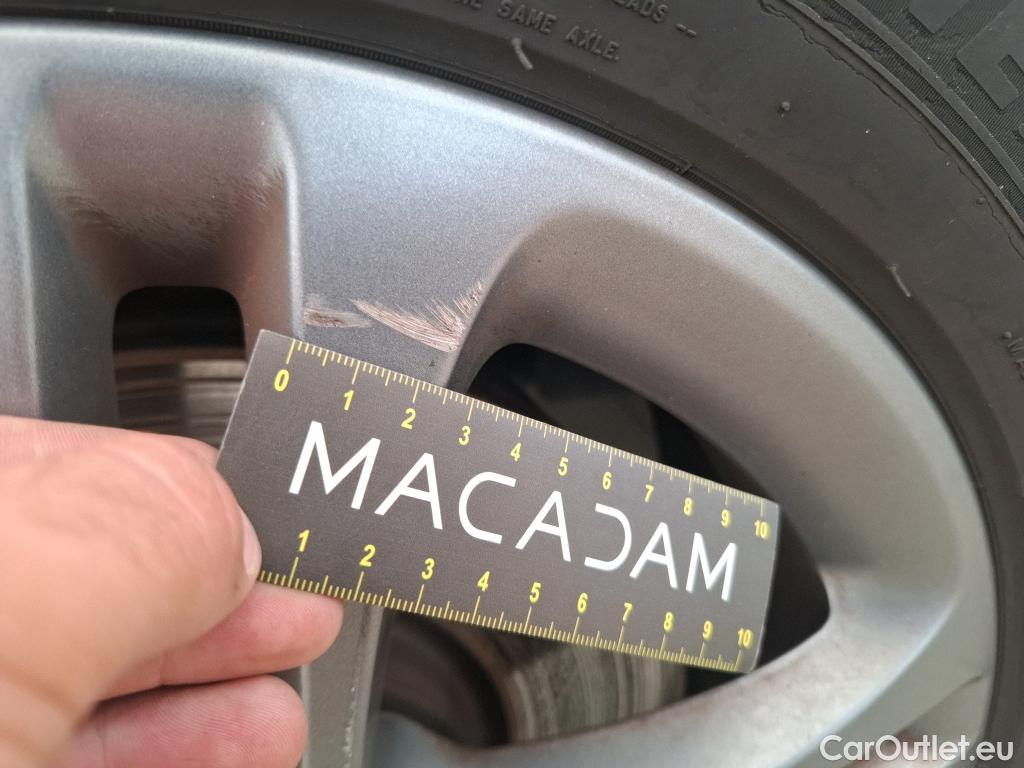 EADS --
E SAME AXLE.
0 1 2 3 4 5 6 7 8 9 10
MACADAM
1 2 3 4 5 6 7 8 9 10
CarOutlet.eu